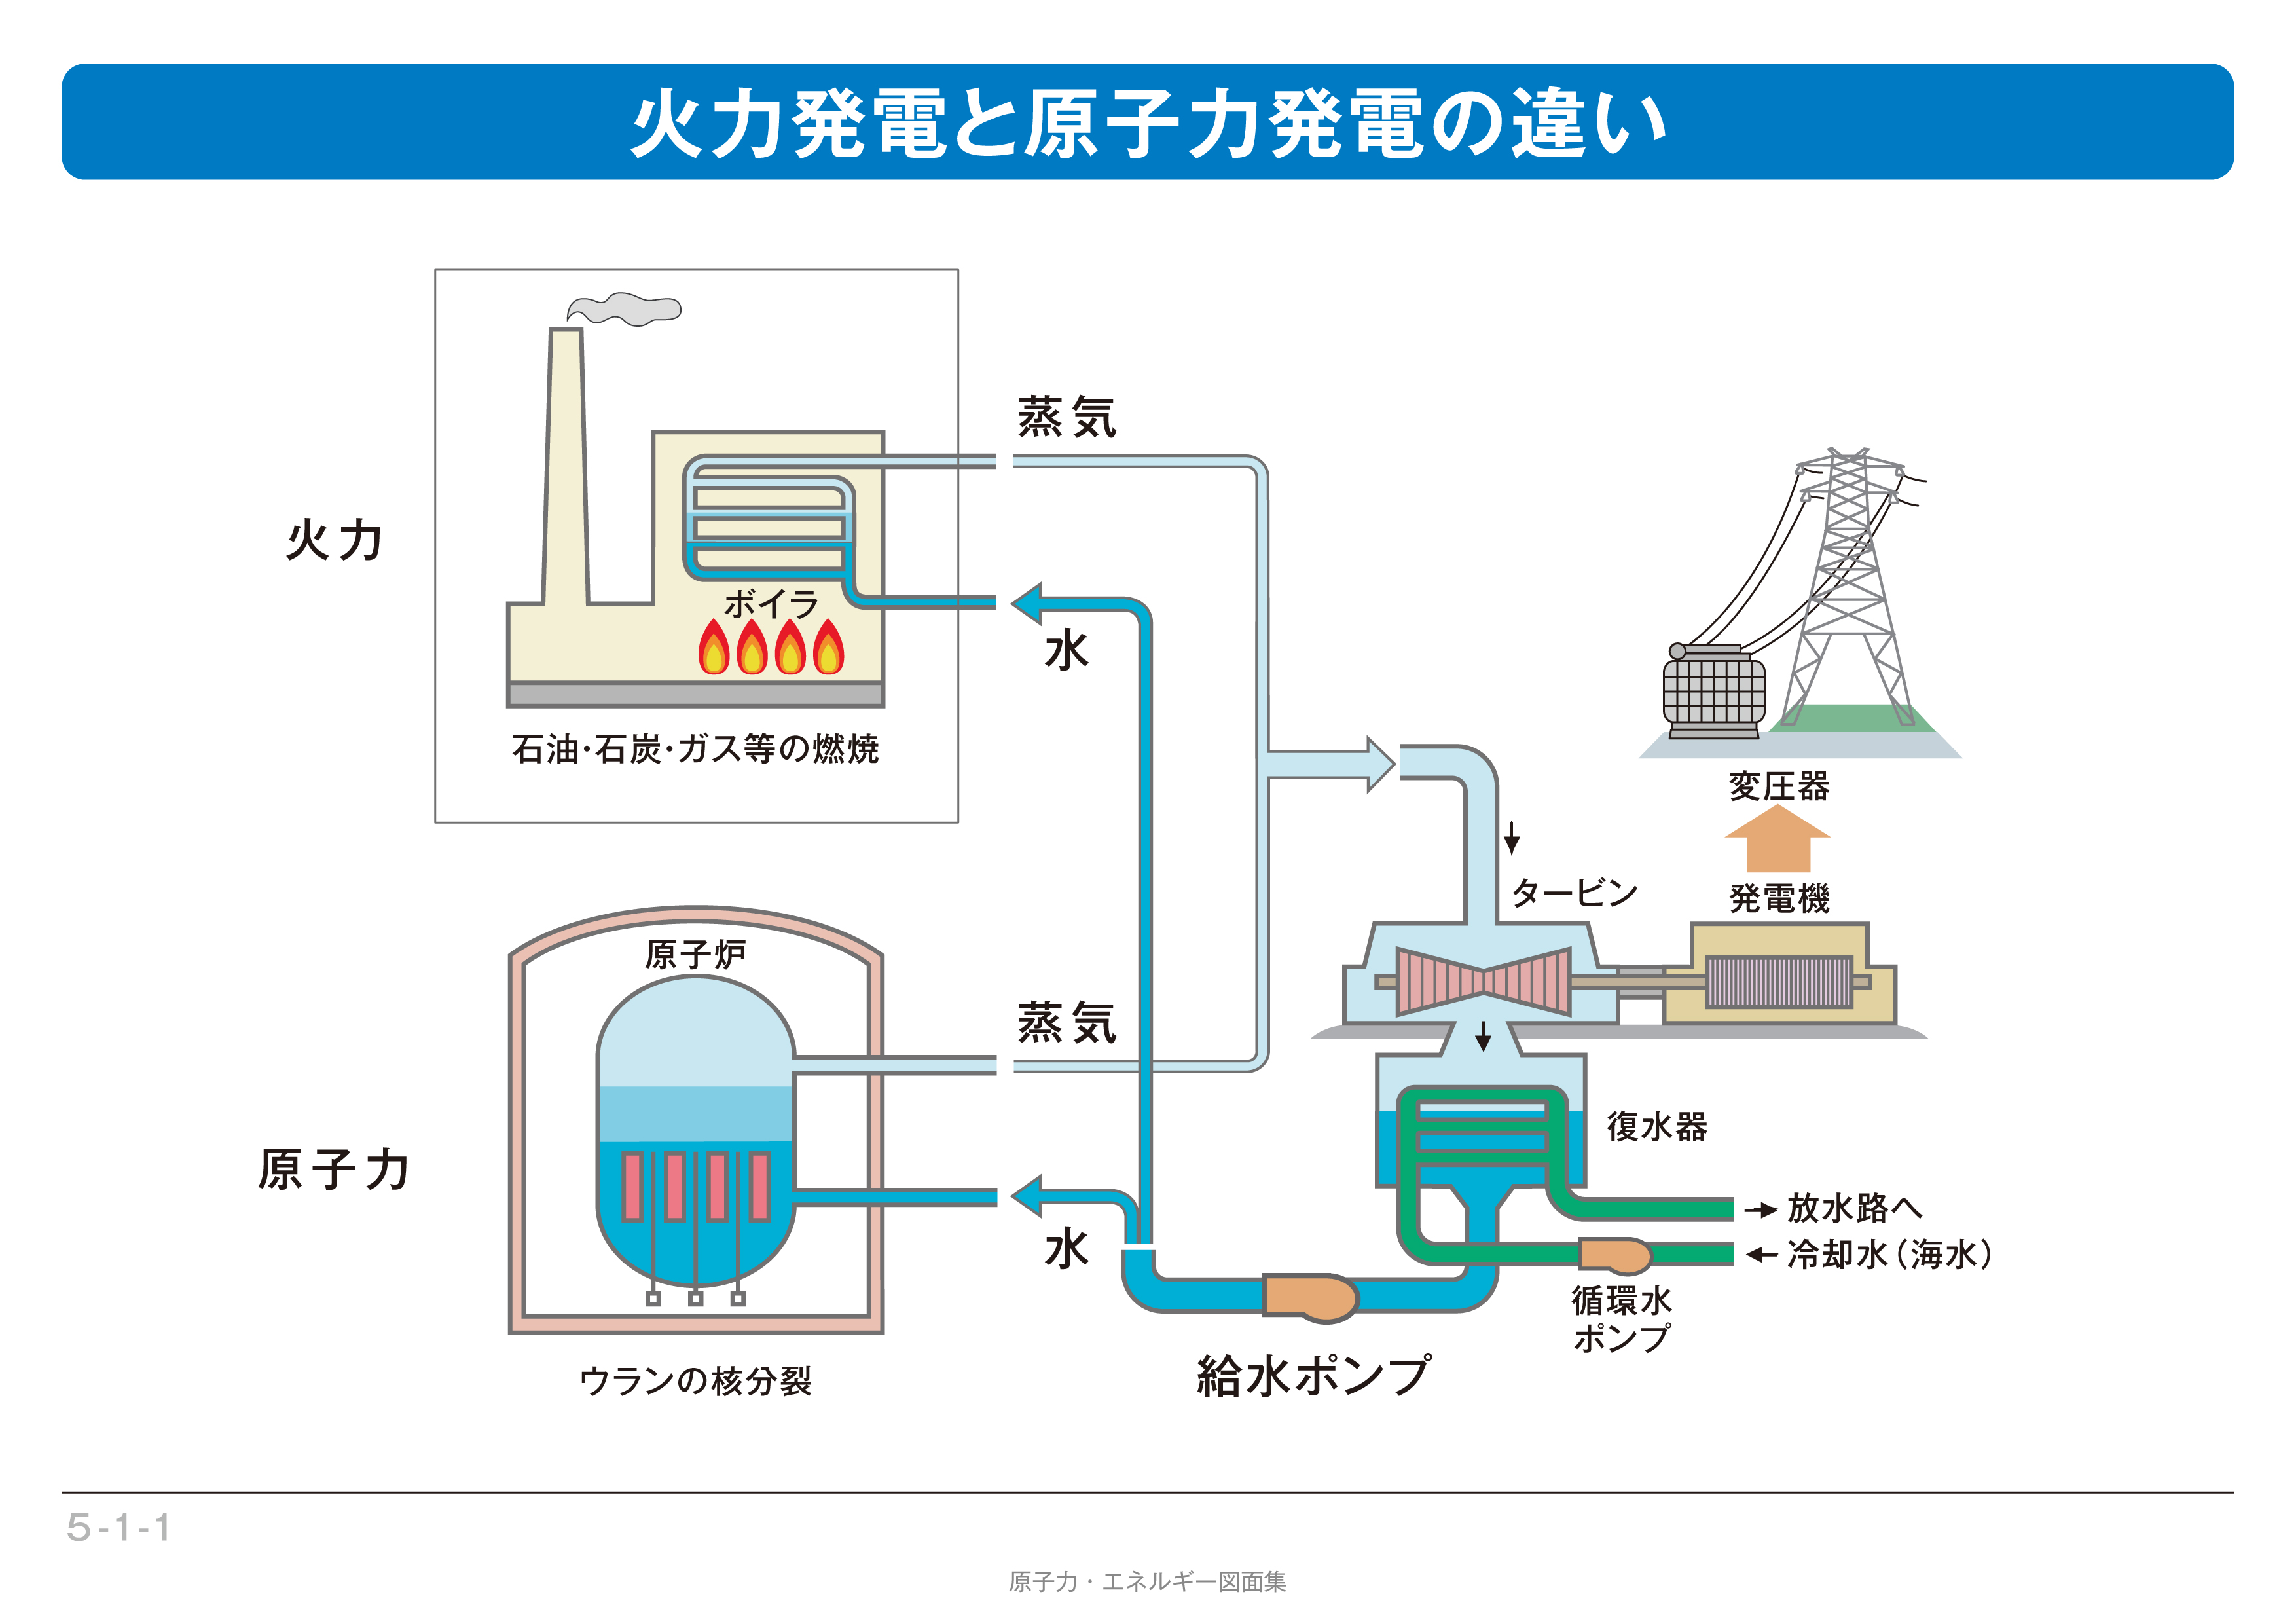 火力発電と原子力発電の違い
火力
ボイラ
石油・石炭・ガス等の燃焼
蒸気
水
変圧器
発電機
タービン
原子力
原子炉
ウランの核分裂
蒸気
水
復水器
放水路へ
冷却水（海水）
循環水
ポンプ
給水ポンプ
5-1-1
原子力・エネルギー図面集